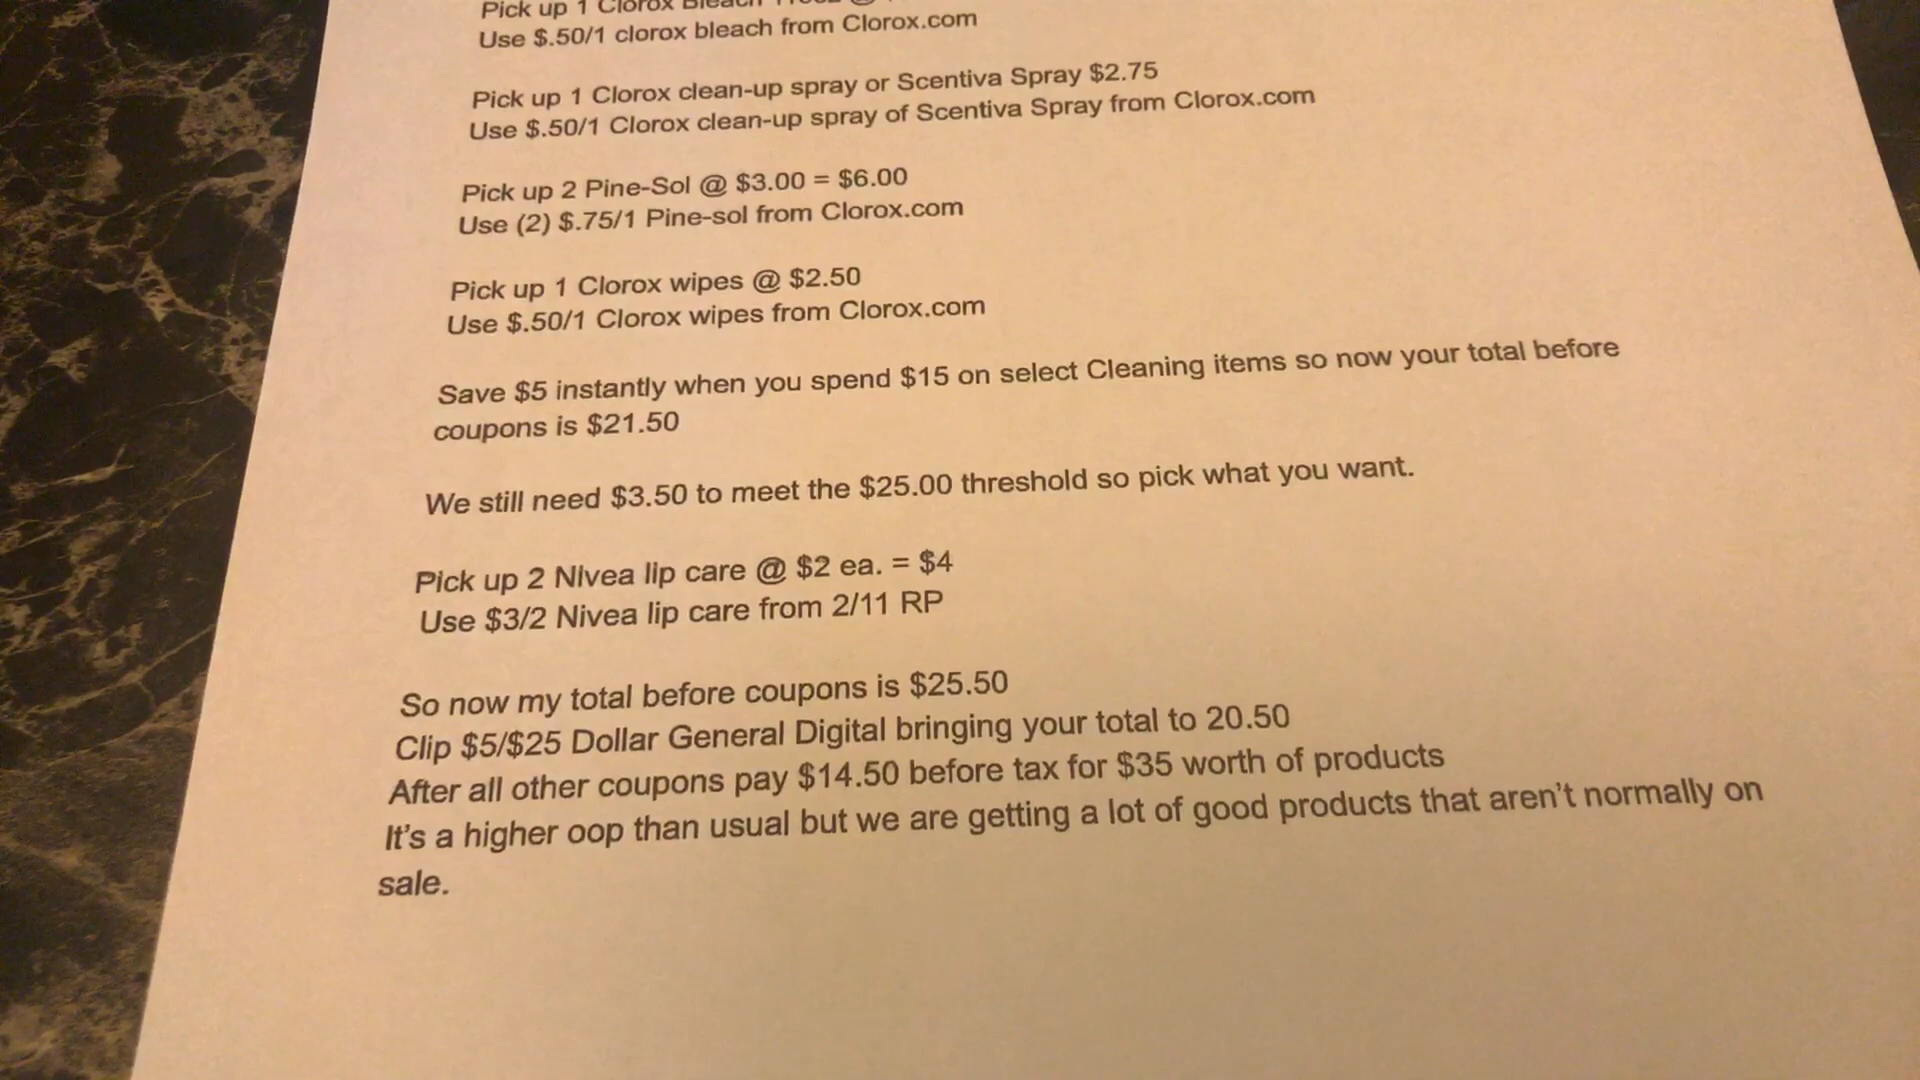 Pick up 1 Clorox Bleach
Use $.50/1 clorox bleach from Clorox.com
Pick up 1 Clorox clean-up spray or Scentiva Spray $2.75
Use $.50/1 Clorox clean-up spray of Scentiva Spray from Clorox.com
Pick up 2 Pine-Sol @ $3.00 = $6.00
Use (2) $.75/1 Pine-sol from Clorox.com
Pick up 1 Clorox wipes @ $2.50
Use $.50/1 Clorox wipes from Clorox.com
Save $5 instantly when you spend $15 on select Cleaning items so now your total before
coupons is $21.50
We still need $3.50 to meet the $25.00 threshold so pick what you want.
Pick up 2 Nivea lip care @ $2 ea. = $4
Use $3/2 Nivea lip care from 2/11 RP
So now my total before coupons is $25.50
Clip $5/$25 Dollar General Digital bringing your total to 20.50
After all other coupons pay $14.50 before tax for $35 worth of products
It's a higher oop than usual but we are getting a lot of good products that aren't normally on
sale.